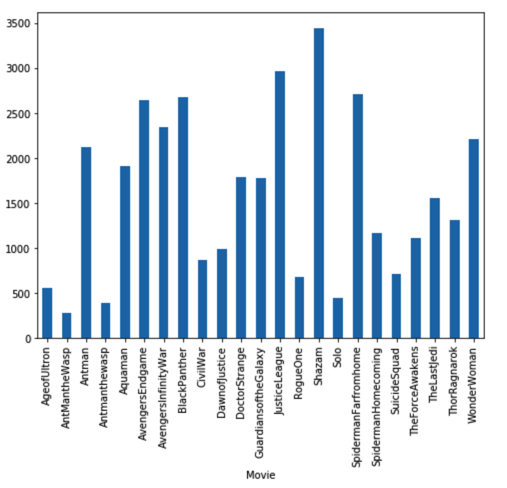 3500
3000
2500
2000
1500
1000
500
0
AgeofUltron
AntMantheWasp
Antman
Antmanthewasp
Aquaman
AvengersEndgame
AvengersInfinityWar
BlackPanther
CivilWar
DawnofJustice
DoctorStrange
GuardiansoftheGalaxy
JusticeLeague
RogueOne
Shazam
Solo
SpidermanFarfromhome
SpidermanHomecoming
SuicideSquad
TheForceAwakens
TheLastJedi
ThorRagnarok
WonderWoman
Movie